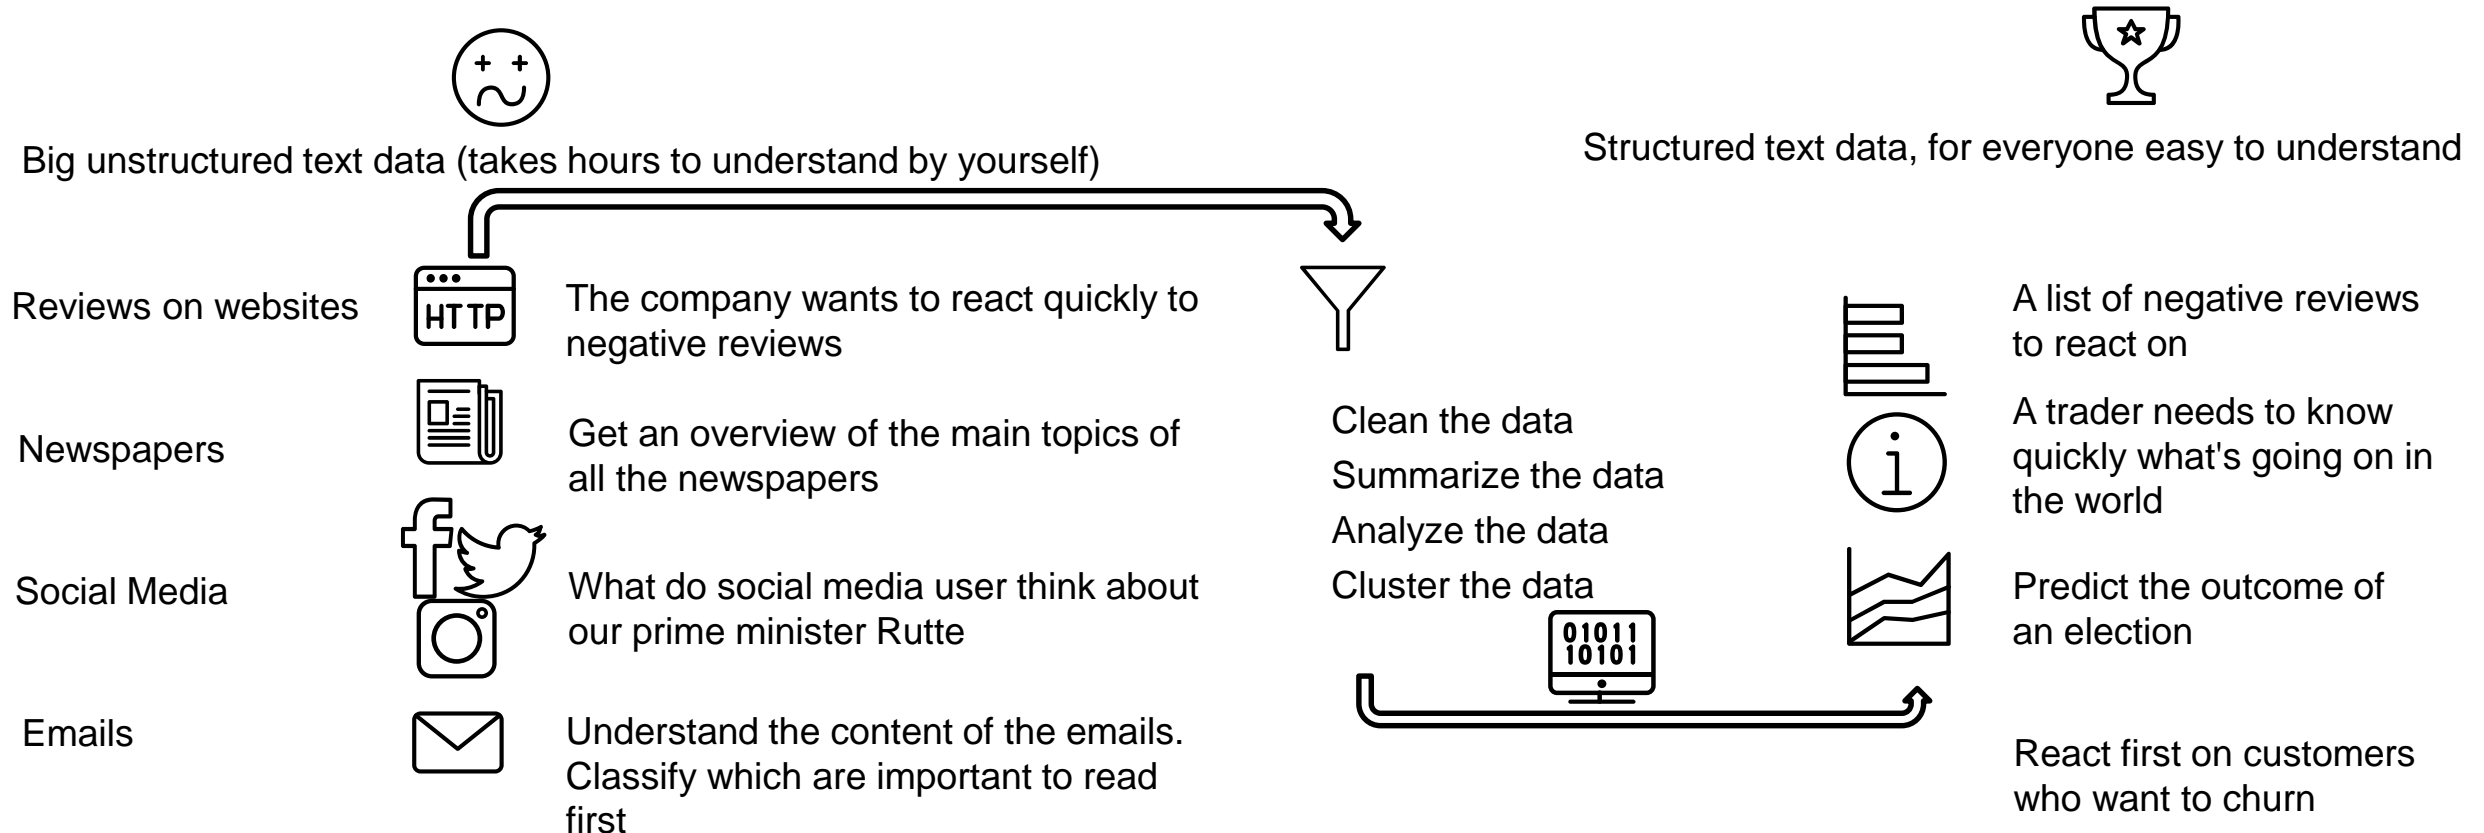 Big unstructured text data (takes hours to understand by yourself)
Structured text data, for everyone easy to understand
Reviews on websites
HTTP
The company wants to react quickly to
negative reviews
A list of negative reviews
to react on
Newspapers
Get an overview of the main topics of
all the newspapers
Clean the data
Summarize the data
Analyze the data
Cluster the data
A trader needs to know
quickly what's going on in
the world
Social Media
What do social media user think about
our prime minister Rutte
01011
10101
Predict the outcome of
an election
Emails
Understand the content of the emails.
Classify which are important to read
first
React first on customers
who want to churn